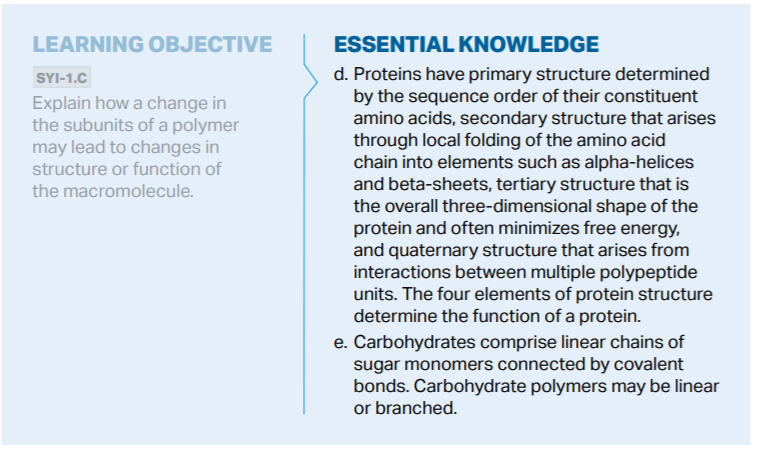 LEARNING OBJECTIVE
SYI-1.C
Explain how a change in
the subunits of a polymer
may lead to changes in
structure or function of
the macromolecule.
ESSENTIAL KNOWLEDGE
d. Proteins have primary structure determined
by the sequence order of their constituent
amino acids, secondary structure that arises
through local folding of the amino acid
chain into elements such as alpha-helices
and beta-sheets, tertiary structure that is
the overall three-dimensional shape of the
protein and often minimizes free energy,
and quaternary structure that arises from
interactions between multiple polypeptide
units. The four elements of protein structure
determine the function of a protein.
e. Carbohydrates comprise linear chains of
sugar monomers connected by covalent
bonds. Carbohydrate polymers may be linear
or branched.